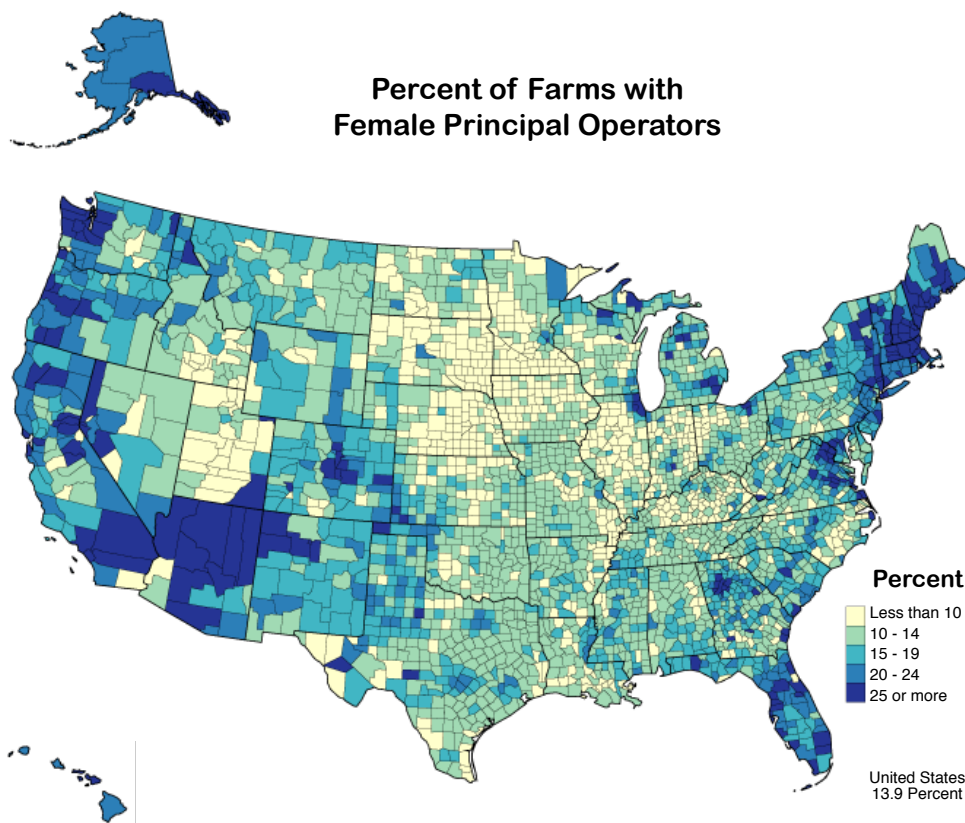 Percent of Farms with
Female Principal Operators
Percent
Less than 10
10 - 14
15 - 19
20 - 24
25 or more
United States
13.9 Percent